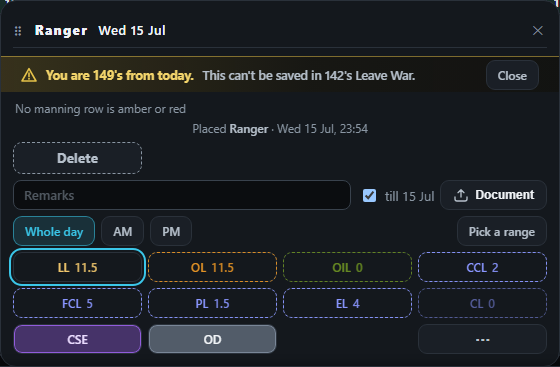 Ranger Wed 15 Jul
You are 149's from today. This can't be saved in 142's Leave War. Close
No manning row is amber or red
Placed Ranger · Wed 15 Jul, 23:54
Delete
Remarks till 15 Jul Document
Whole day AM PM Pick a range
LL 11.5 OL 11.5 OIL 0 CCL 2
FCL 5 PL 1.5 EL 4 CL 0
CSE OD ---